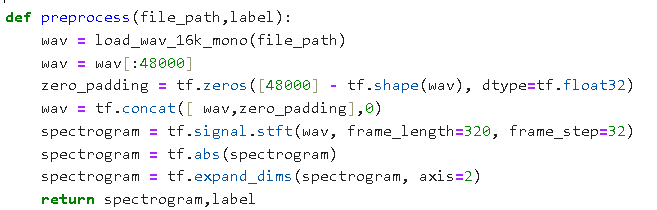 def preprocess(file_path,label):
    wav = load_wav_16k_mono(file_path)
    wav = wav[:48000]
    zero_padding = tf.zeros([48000] - tf.shape(wav), dtype=tf.float32)
    wav = tf.concat([ wav,zero_padding],0)
    spectrogram = tf.signal.stft(wav, frame_length=320, frame_step=32)
    spectrogram = tf.abs(spectrogram)
    spectrogram = tf.expand_dims(spectrogram, axis=2)
    return spectrogram,label